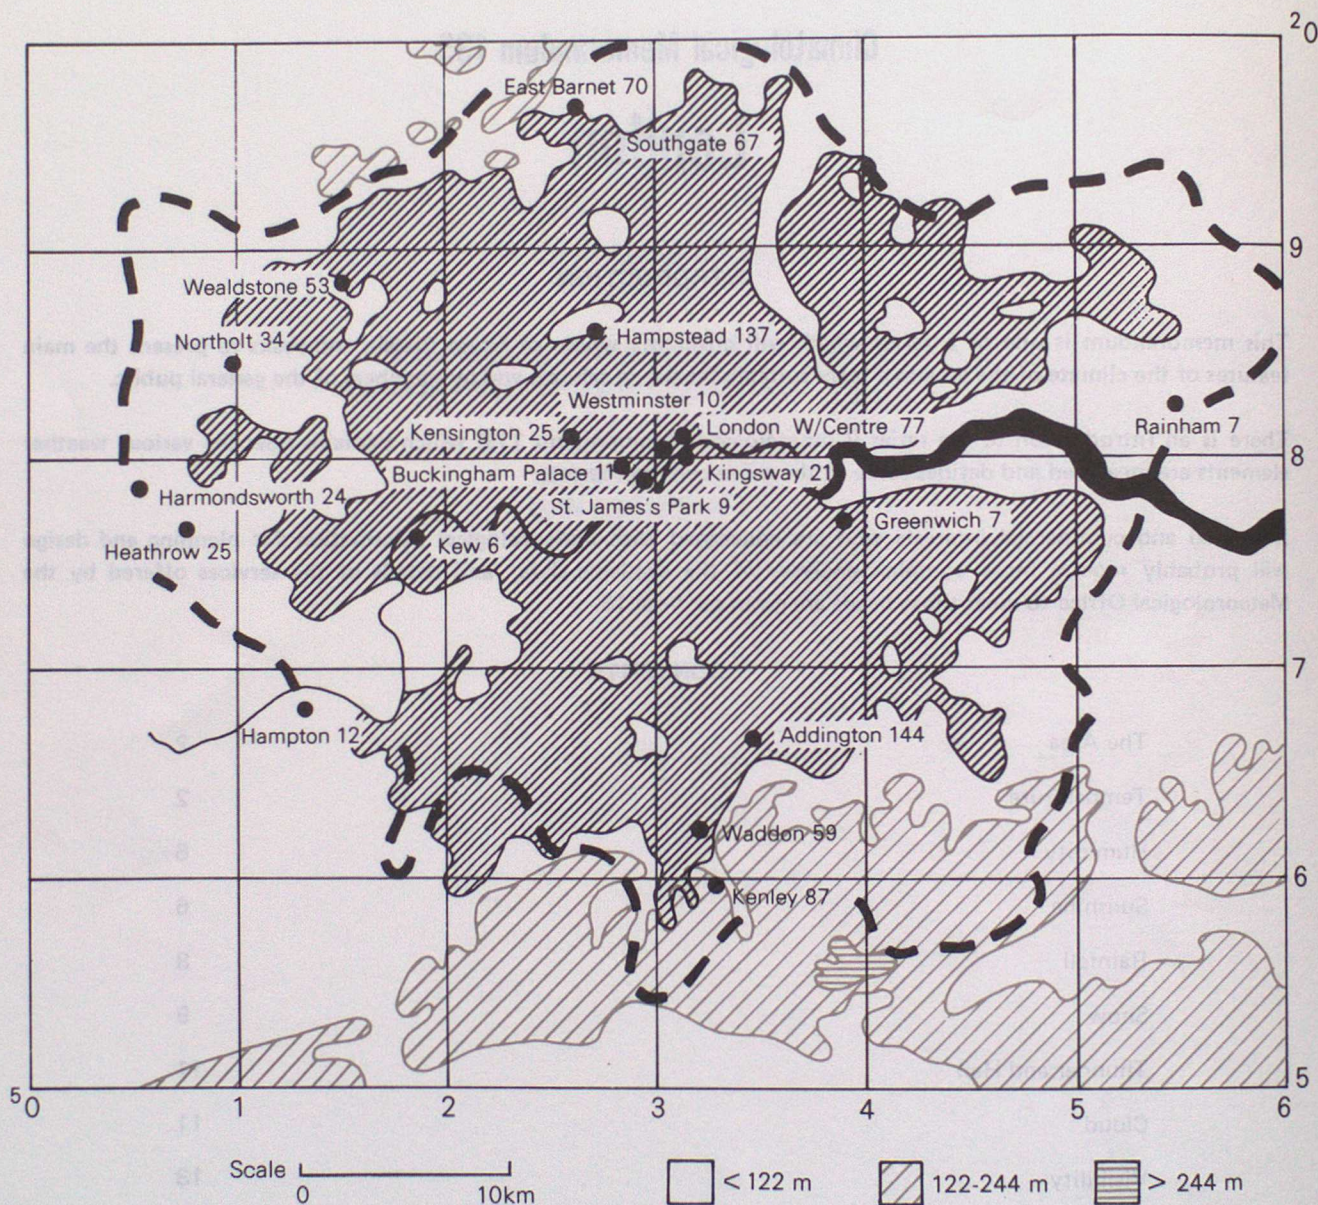 2
0
East Barnet 70
Southgate 67
9
Wealdstone 53
Northolt 34
Hampstead 137
Westminster 10
Kensington 25
London W/Centre 77
Rainham 7
8
Buckingham Palace 11
Kingsway 21
Harmondsworth 24
St. James's Park 9
Greenwich 7
Heathrow 25
Kew 6
7
Hampton 12
Addington 144
Waddon 59
6
Kenley 87
5
5
0
1
2
3
4
5
6
Scale
0
10km
< 122 m
122-244 m
> 244 m